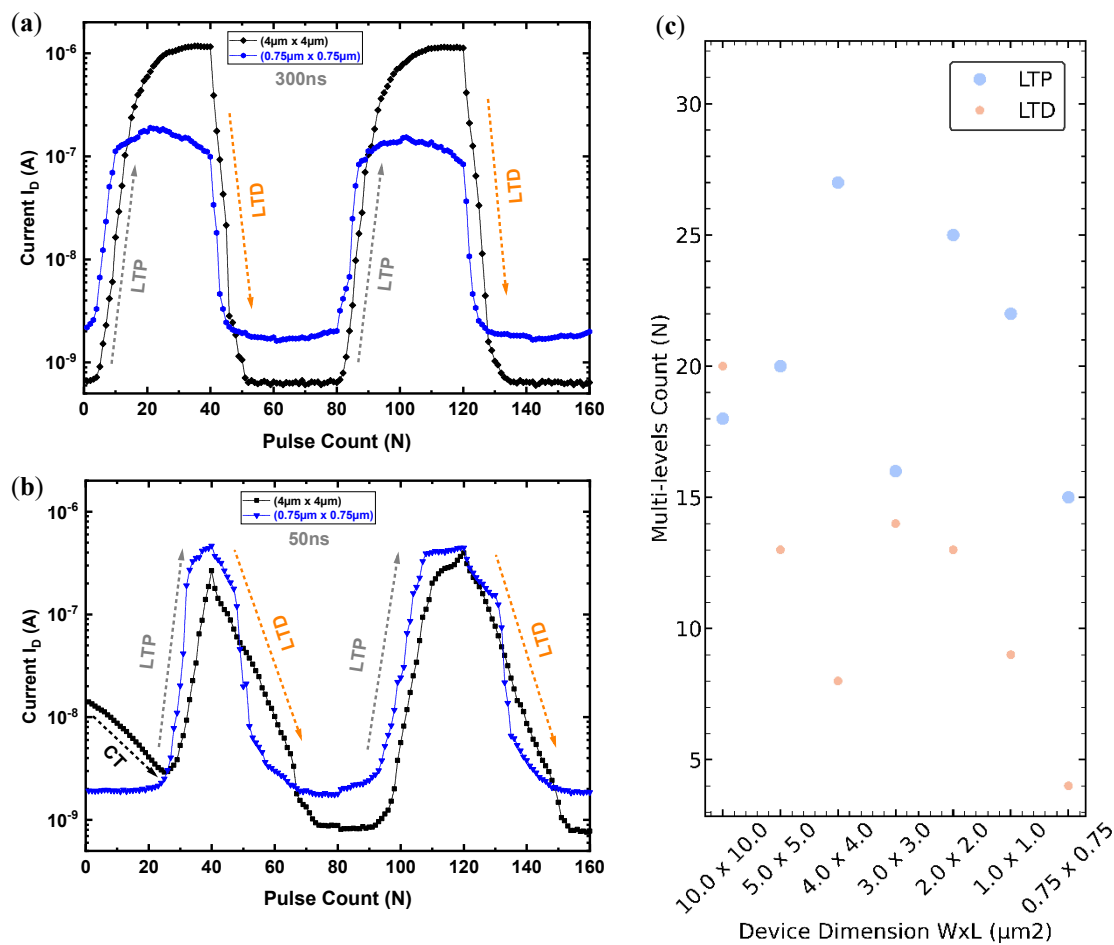 (a)
(4μm x 4μm)
(0.75μm x 0.75μm)
300ns
LTP
LTD
LTP
LTD
10⁻⁶
10⁻⁷
10⁻⁸
10⁻⁹
Current I_D (A)
0 20 40 60 80 100 120 140 160
Pulse Count (N)
(b)
(4μm x 4μm)
(0.75μm x 0.75μm)
50ns
CT
LTP
LTD
LTP
LTD
10⁻⁶
10⁻⁷
10⁻⁸
10⁻⁹
Current I_D (A)
0 20 40 60 80 100 120 140 160
Pulse Count (N)
(c)
LTP
LTD
30
25
20
15
10
5
Multi-levels Count (N)
10.0 x 10.0
5.0 x 5.0
4.0 x 4.0
3.0 x 3.0
2.0 x 2.0
1.0 x 1.0
0.75 x 0.75
Device Dimension WxL (μm2)